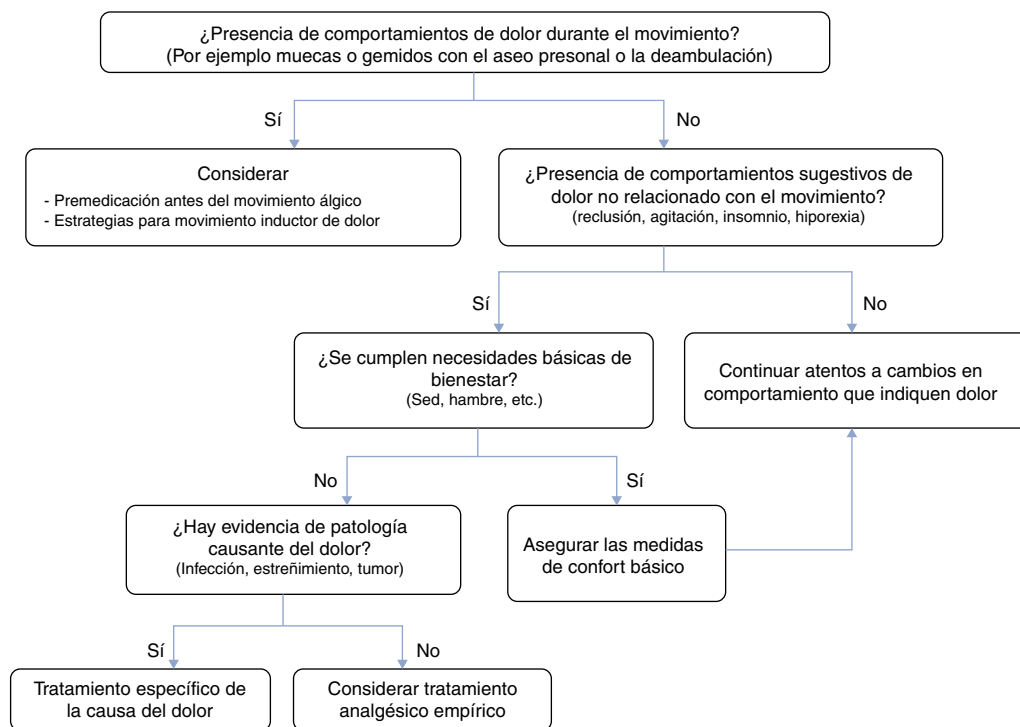 ¿Presencia de comportamientos de dolor durante el movimiento?
(Por ejemplo muecas o gemidos con el aseo presonal o la deambulación)
Sí
No
Considerar
- Premedicación antes del movimiento álgico
- Estrategias para movimiento inductor de dolor
¿Presencia de comportamientos sugestivos de
dolor no relacionado con el movimiento?
(reclusión, agitación, insomnio, hiporexia)
Sí
No
¿Se cumplen necesidades básicas de
bienestar?
(Sed, hambre, etc.)
Continuar atentos a cambios en
comportamiento que indiquen dolor
No
Sí
¿Hay evidencia de patología
causante del dolor?
(Infección, estreñimiento, tumor)
Asegurar las medidas
de confort básico
Sí
No
Tratamiento específico de
la causa del dolor
Considerar tratamiento
analgésico empírico